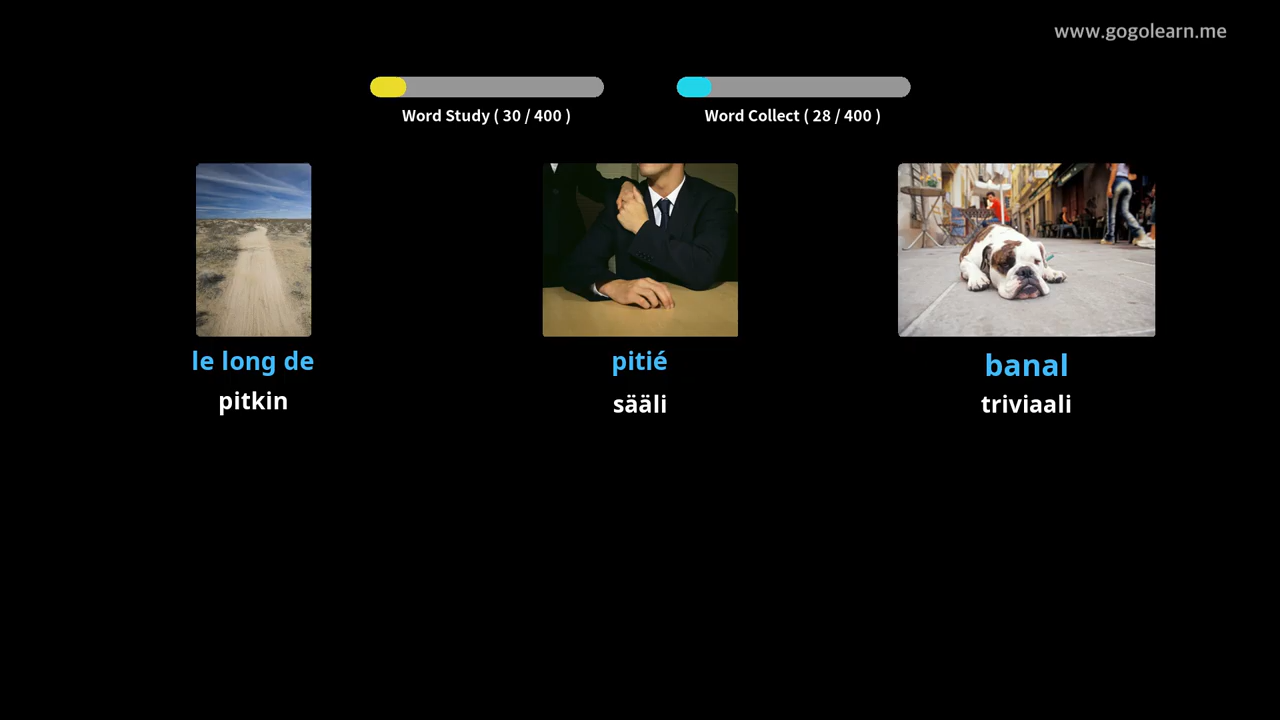 www.gogolearn.me
Word Study ( 30 / 400 )
Word Collect ( 28 / 400 )
le long de
pitkin
pitié
sääli
banal
triviaali